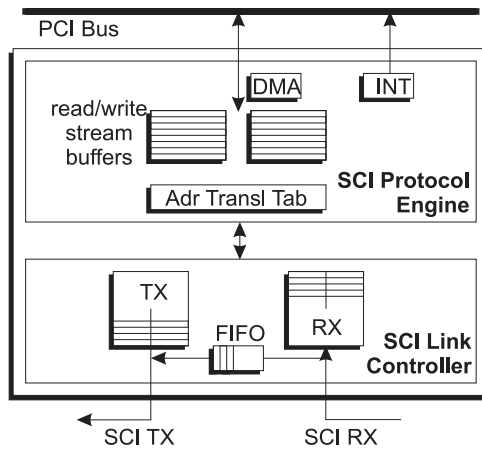 PCI Bus
DMA
INT
read/write
stream
buffers
SCI Protocol
Engine
Adr Transl Tab
TX
FIFO
RX
SCI Link
Controller
SCI TX
SCI RX